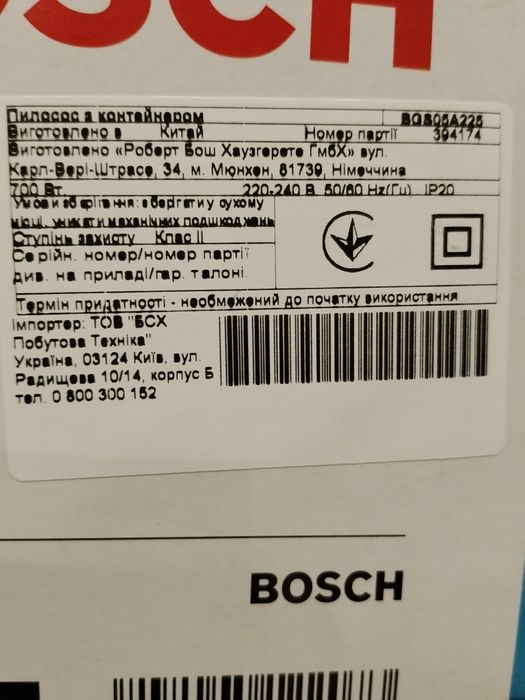 BOSCH
Пилосос з контейнером BGS05A225
Виготовлено в Китай Номер партії 394174
Виготовлено «Роберт Бош Хаузгерете ГмбХ» вул.
Карл-Вері-Штрасе, 34, м. Мюнхен, 81739, Німеччина
700 Вт. 220-240 В 50/60 Hz(Гц) IP20
Умови зберігання: зберігати у сухому
місці, уникати механічних пошкоджень
Ступінь захисту Клас II
Серійн. номер/номер партії
див. на приладі/гар. талоні.
Термін придатності - необмежений до початку використання
Імпортер: ТОВ "БСХ
Побутова Техніка"
Україна, 03124 Київ, вул.
Радищева 10/14, корпус Б
тел. 0 800 300 152
BOSCH